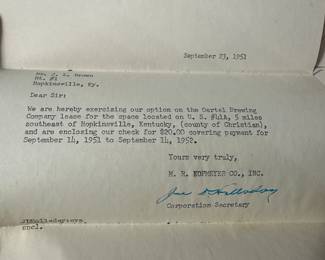 September 23, 1951
Mr. J. L. Brown
Rt. #1
Hopkinsville, Ky.
Dear Sir:
We are hereby exercising our option on the Oertel Brewing
Company lease for the space located on U. S. #41A, 5 miles
southeast of Hopkinsville, Kentucky, (county of Christian),
and are enclosing our check for $20.00 covering payment for
September 14, 1951 to September 14, 1952.
Yours very truly,
M. R. KOPMEYER CO., INC.
Corporation Secretary
encl.